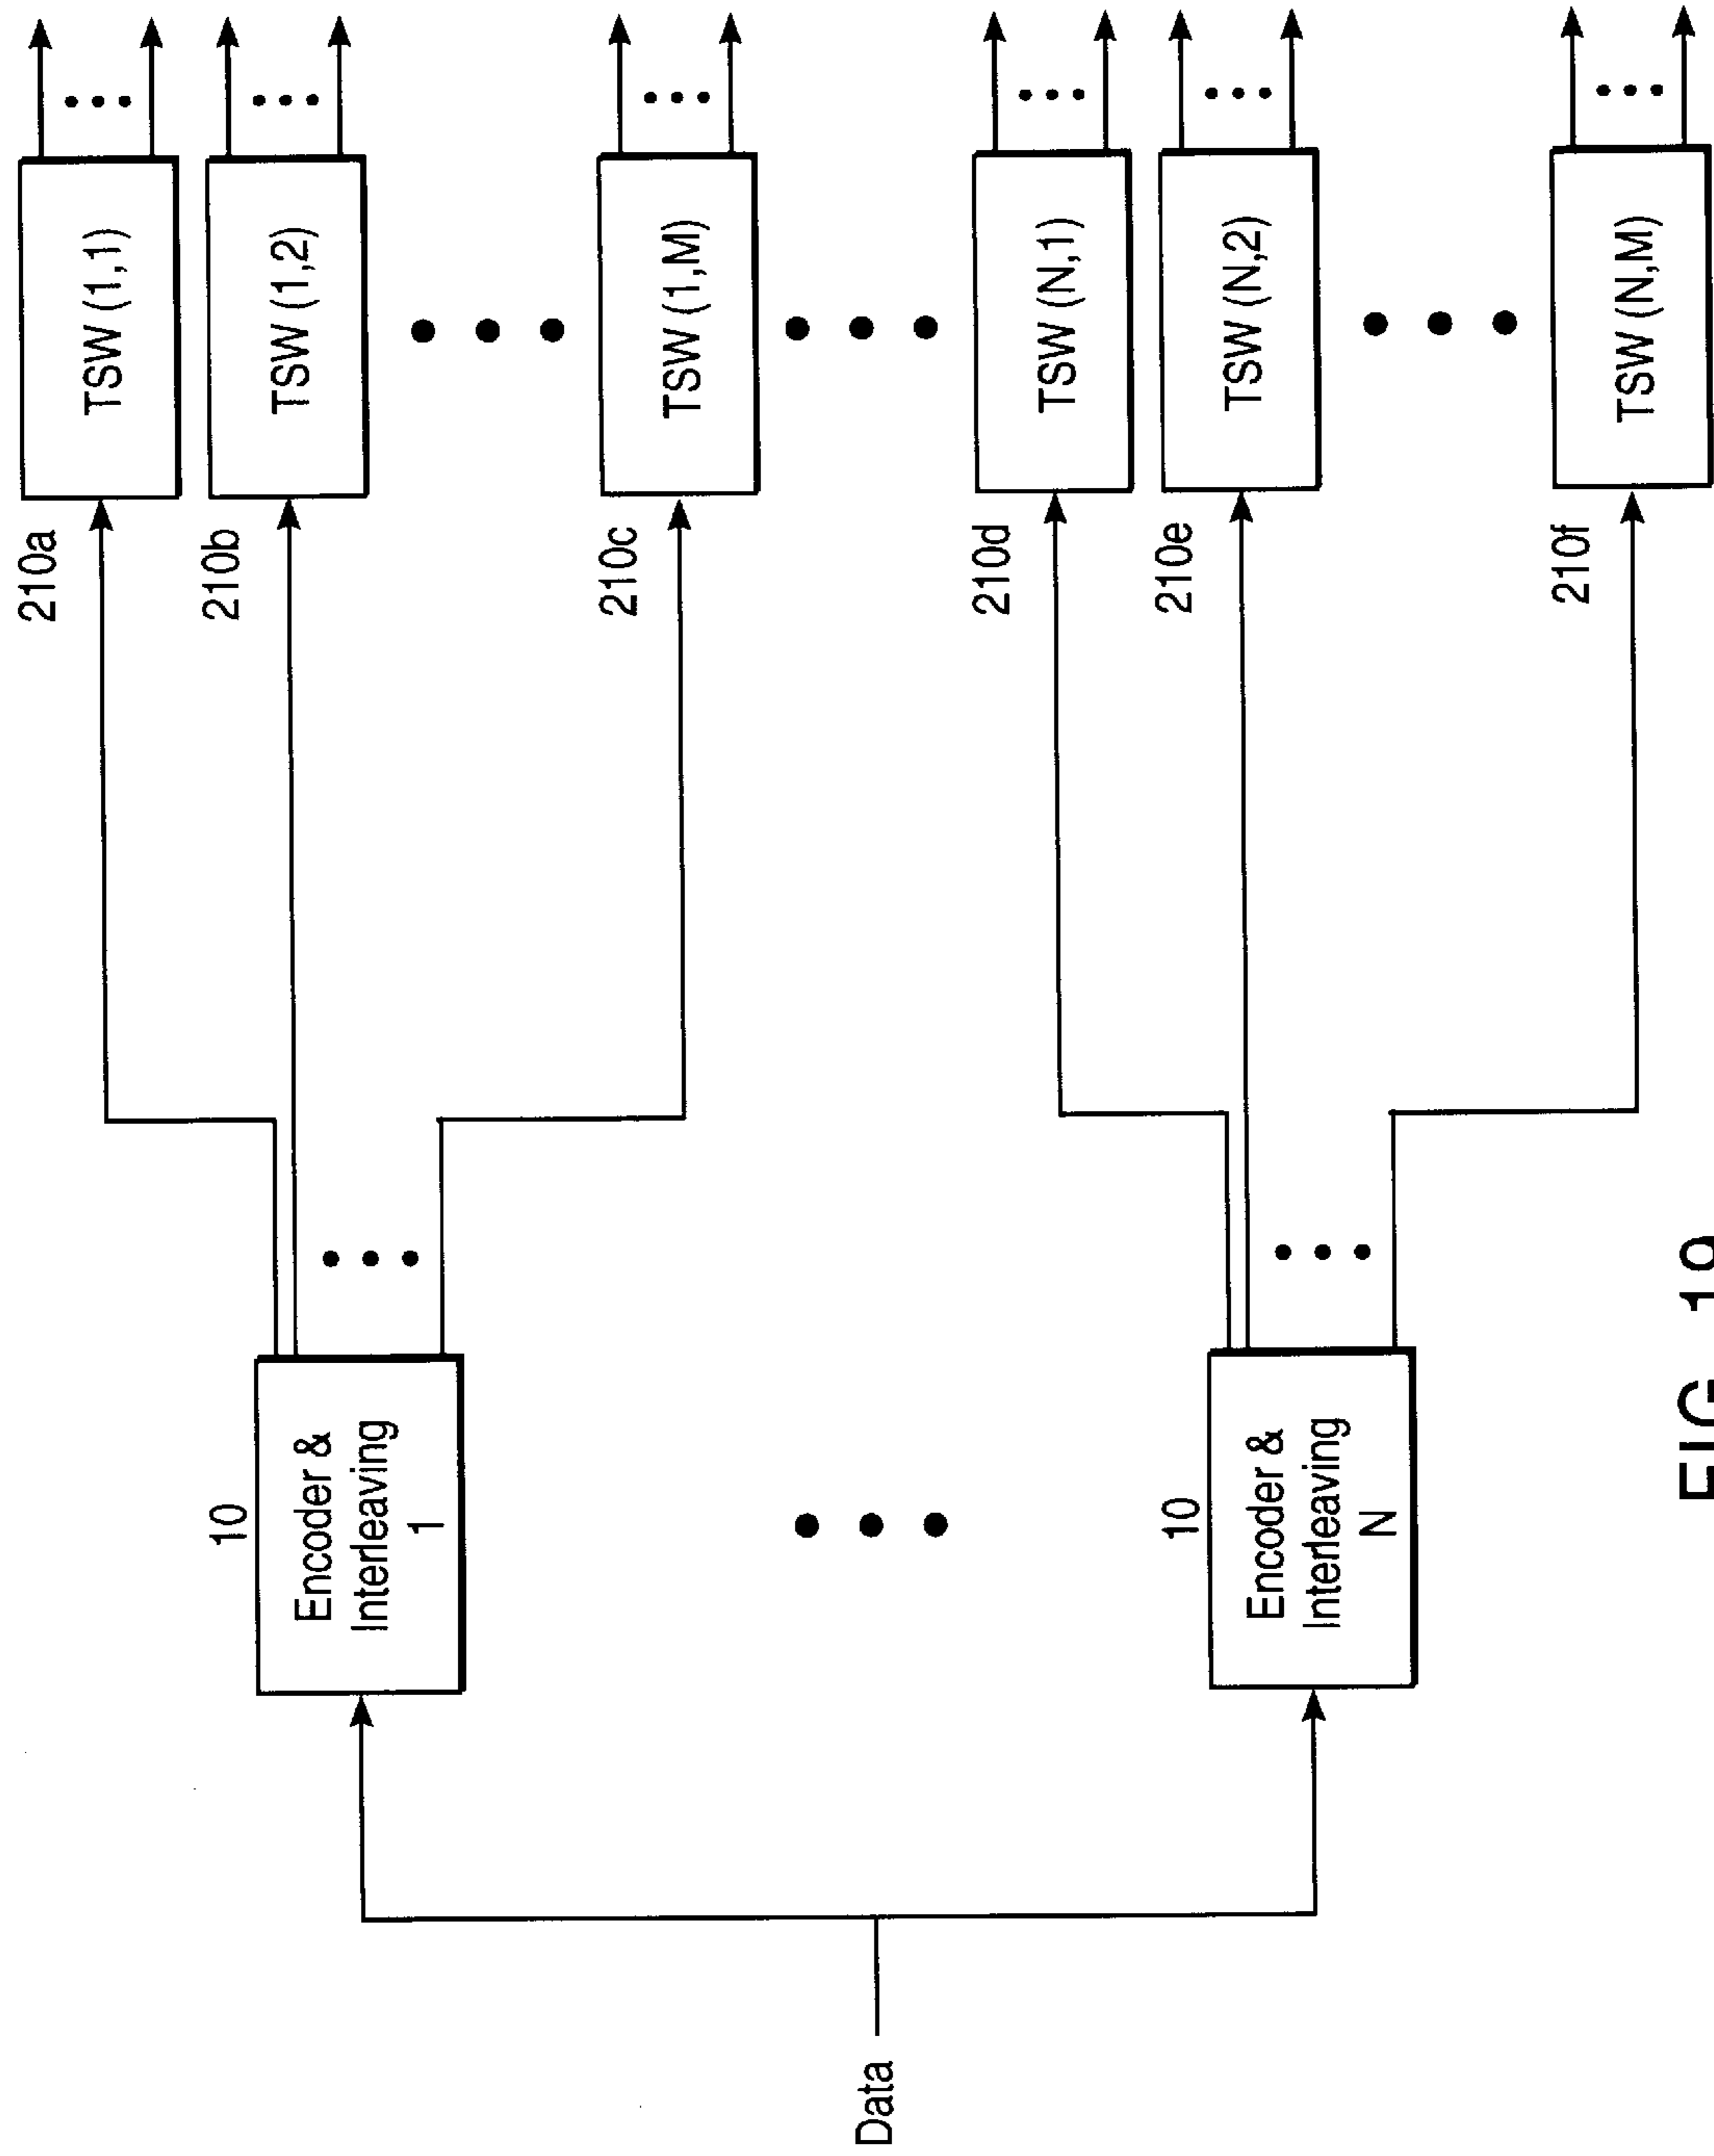 Data
10
Encoder &
Interleaving
1
10
Encoder &
Interleaving
N
210a
TSW (1,1)
210b
TSW (1,2)
210c
TSW (1,M)
210d
TSW (N,1)
210e
TSW (N,2)
210f
TSW (N,M)